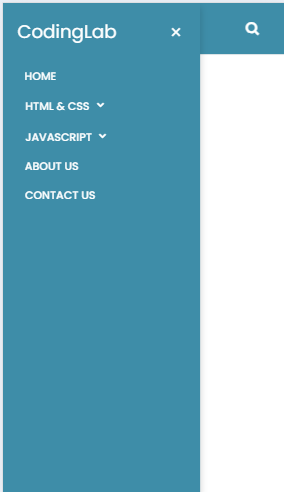 CodingLab
HOME
HTML & CSS
JAVASCRIPT
ABOUT US
CONTACT US